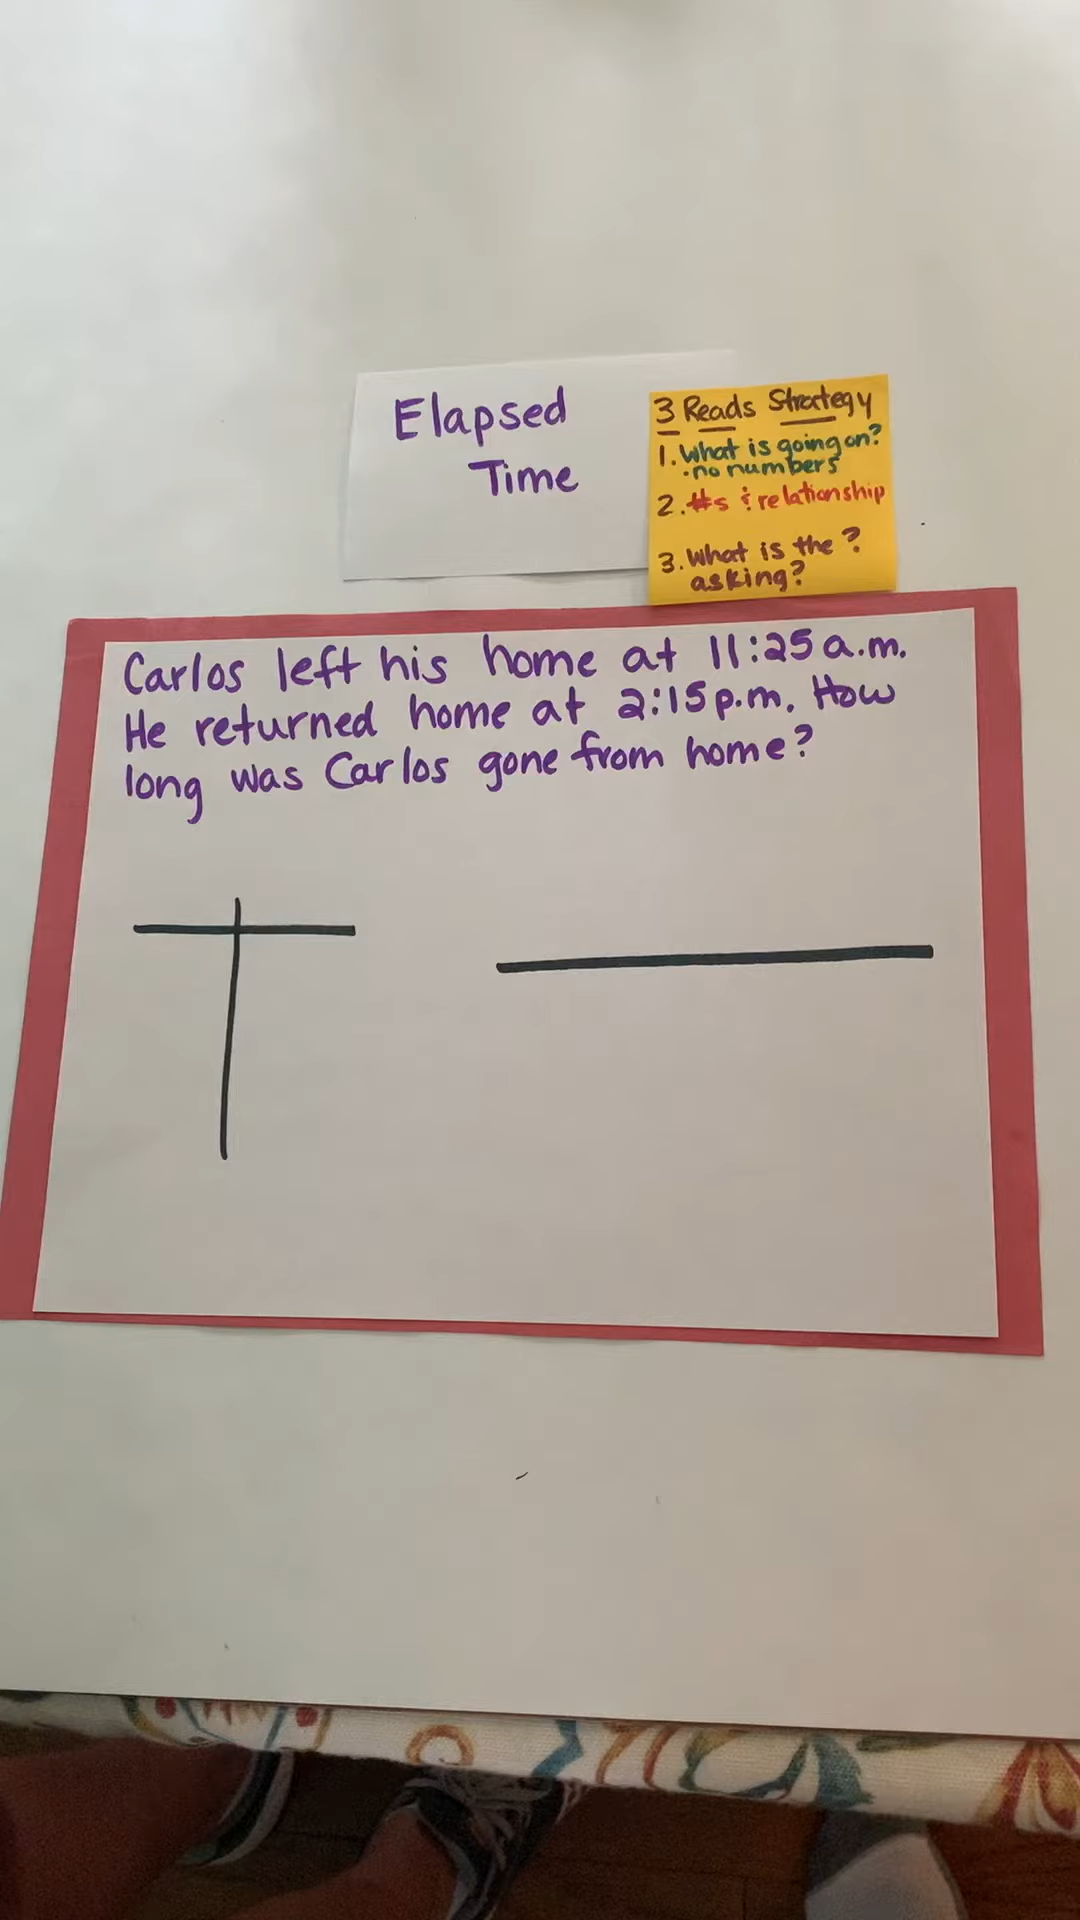 Elapsed
Time
3 Reads Strategy
1. What is going on?
• no numbers
2. #s & relationship
3. What is the ?
asking?
Carlos left his home at 11:25 a.m.
He returned home at 2:15 p.m. How
long was Carlos gone from home?